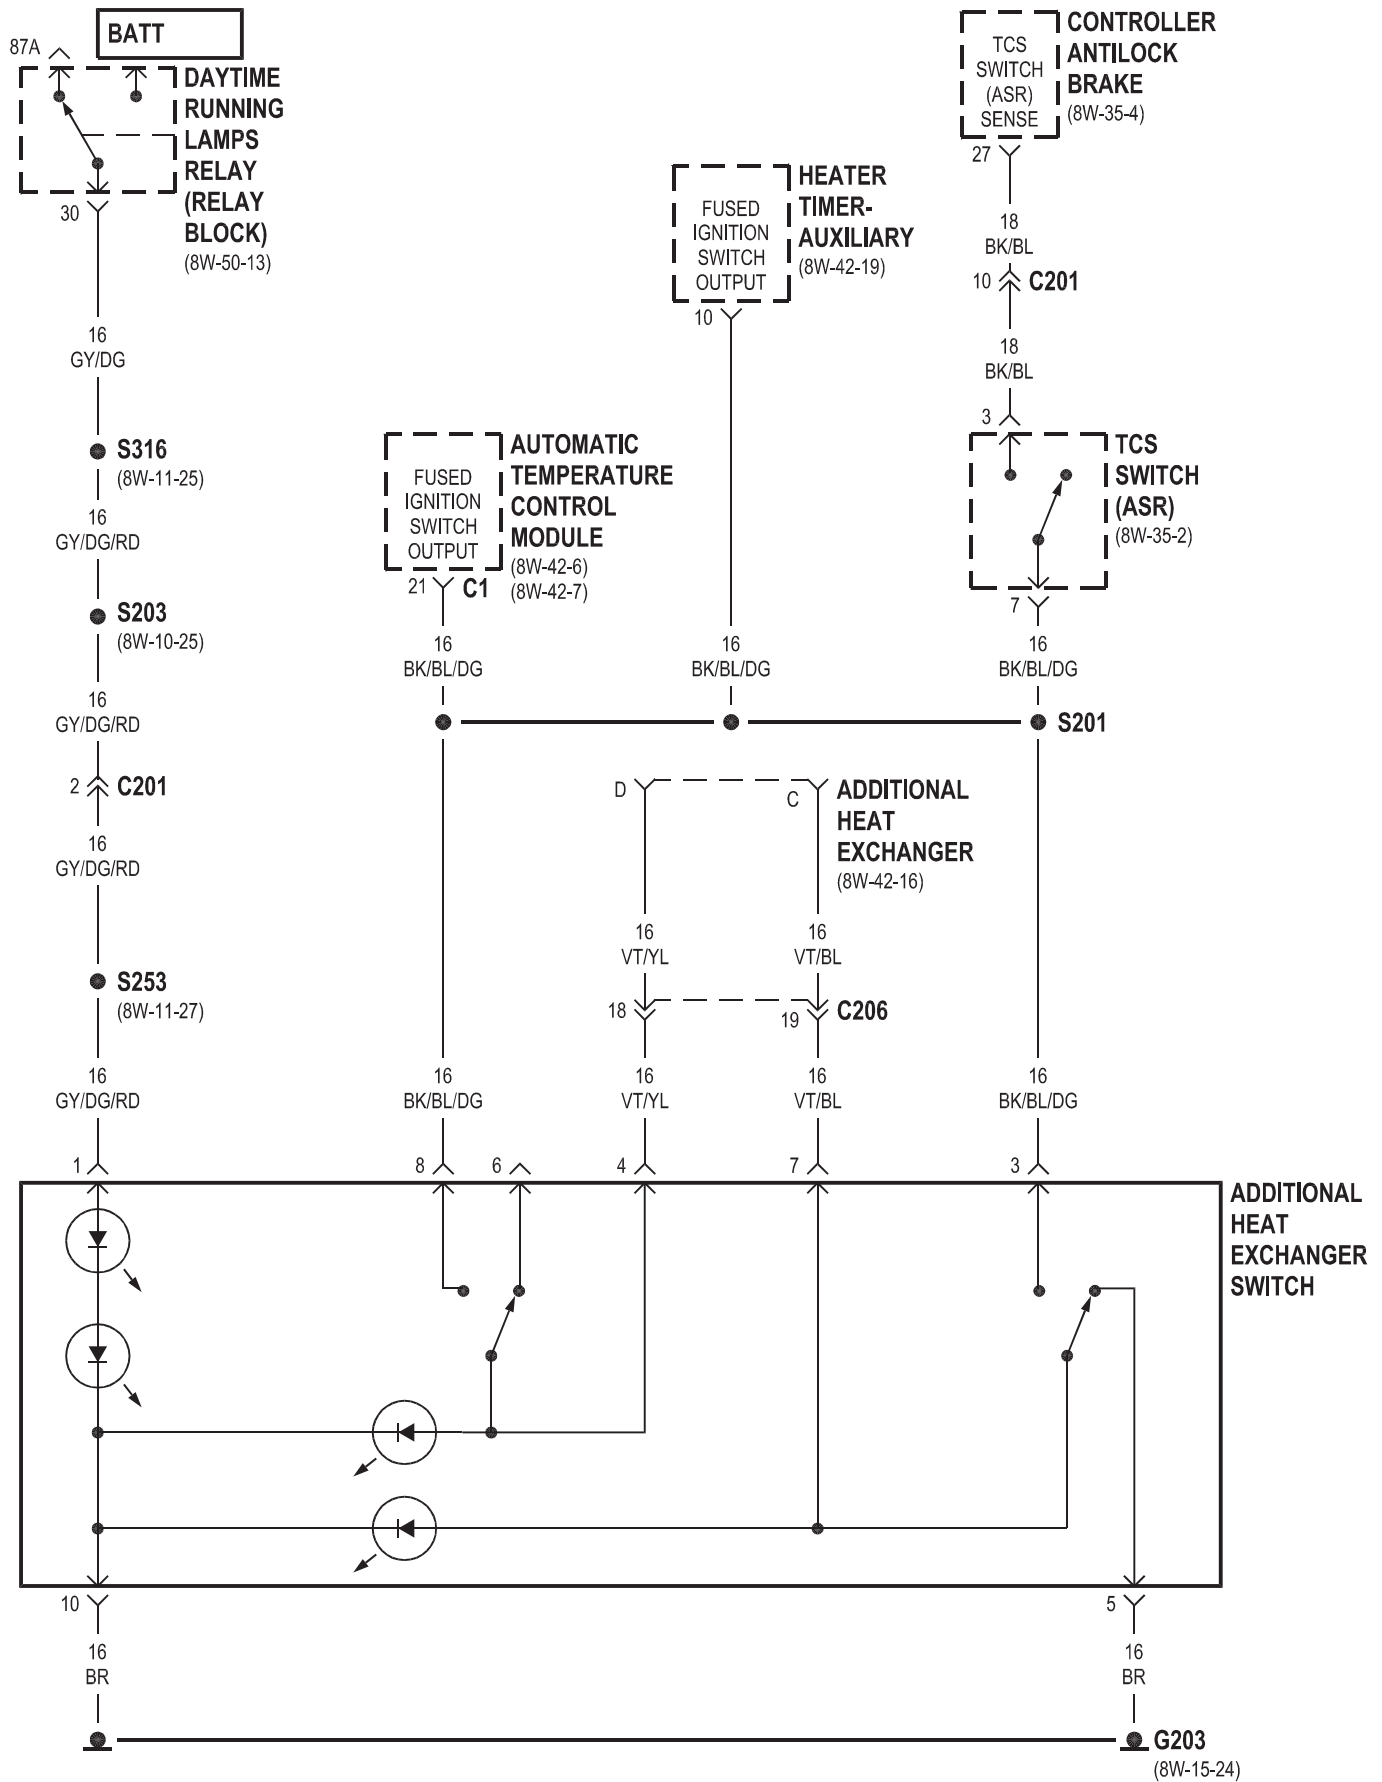 BATT
87A
DAYTIME
RUNNING
LAMPS
RELAY
(RELAY
BLOCK)
(8W-50-13)
30
16
GY/DG
S316
(8W-11-25)
16
GY/DG/RD
S203
(8W-10-25)
16
GY/DG/RD
2
C201
16
GY/DG/RD
S253
(8W-11-27)
16
GY/DG/RD
1
FUSED
IGNITION
SWITCH
OUTPUT
AUTOMATIC
TEMPERATURE
CONTROL
MODULE
(8W-42-6)
(8W-42-7)
21
C1
16
BK/BL/DG
16
BK/BL/DG
8
6
FUSED
IGNITION
SWITCH
OUTPUT
HEATER
TIMER-
AUXILIARY
(8W-42-19)
10
16
BK/BL/DG
TCS
SWITCH
(ASR)
SENSE
CONTROLLER
ANTILOCK
BRAKE
(8W-35-4)
27
18
BK/BL
10
C201
18
BK/BL
3
TCS
SWITCH
(ASR)
(8W-35-2)
7
16
BK/BL/DG
S201
D
C
ADDITIONAL
HEAT
EXCHANGER
(8W-42-16)
16
VT/YL
16
VT/BL
18
19
C206
16
VT/YL
16
VT/BL
16
BK/BL/DG
4
7
3
ADDITIONAL
HEAT
EXCHANGER
SWITCH
10
5
16
BR
16
BR
G203
(8W-15-24)